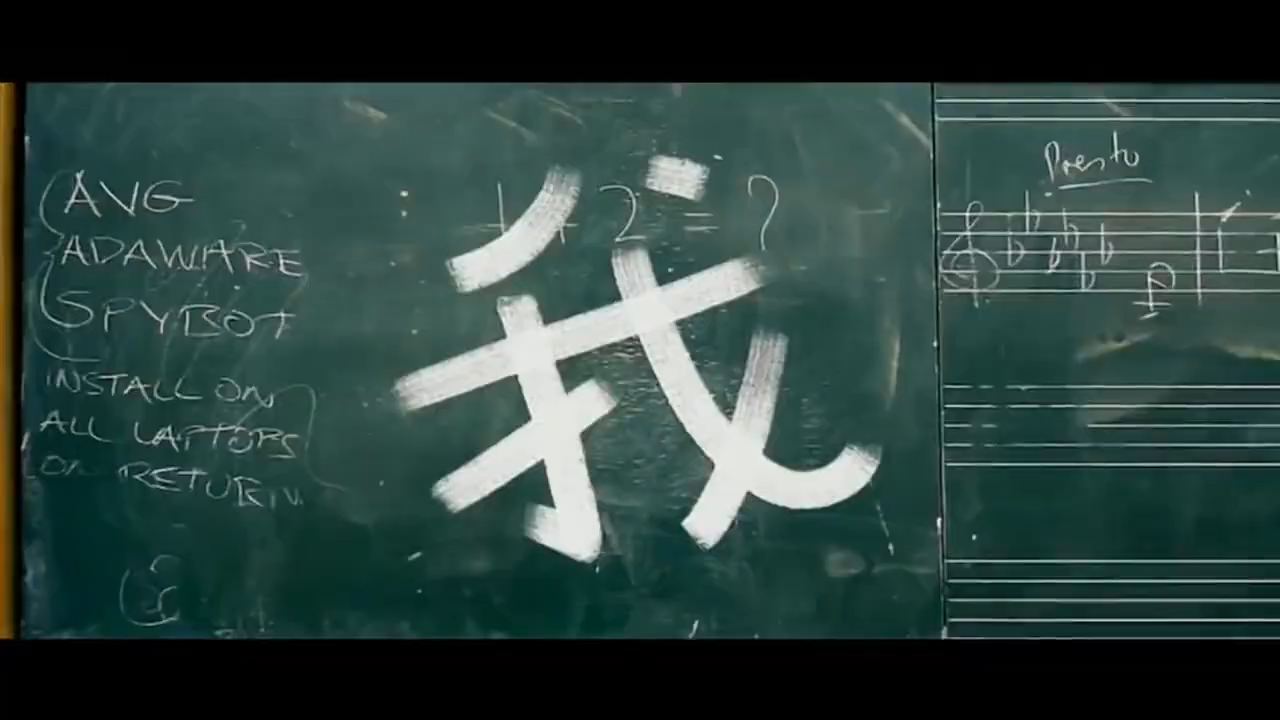 AVG
ADAWARE
SPYBOT
INSTALL ON
ALL LAPTOPS
ON RETURN
1 + 2 = ?
我
Presto